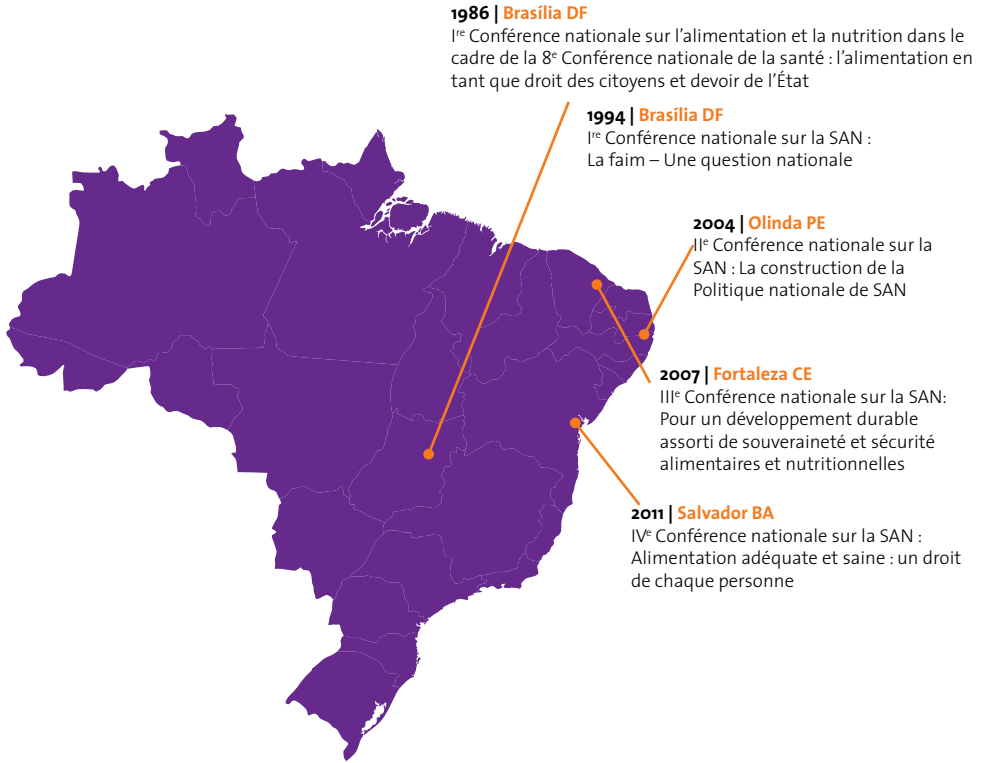 1986 | Brasília DF
Iʳᵉ Conférence nationale sur l’alimentation et la nutrition dans le
cadre de la 8ᵉ Conférence nationale de la santé : l’alimentation en
tant que droit des citoyens et devoir de l’État
1994 | Brasília DF
Iʳᵉ Conférence nationale sur la SAN :
La faim – Une question nationale
2004 | Olinda PE
IIᵉ Conférence nationale sur la
SAN : La construction de la
Politique nationale de SAN
2007 | Fortaleza CE
IIIᵉ Conférence nationale sur la SAN:
Pour un développement durable
assorti de souveraineté et sécurité
alimentaires et nutritionnelles
2011 | Salvador BA
IVᵉ Conférence nationale sur la SAN :
Alimentation adéquate et saine : un droit
de chaque personne